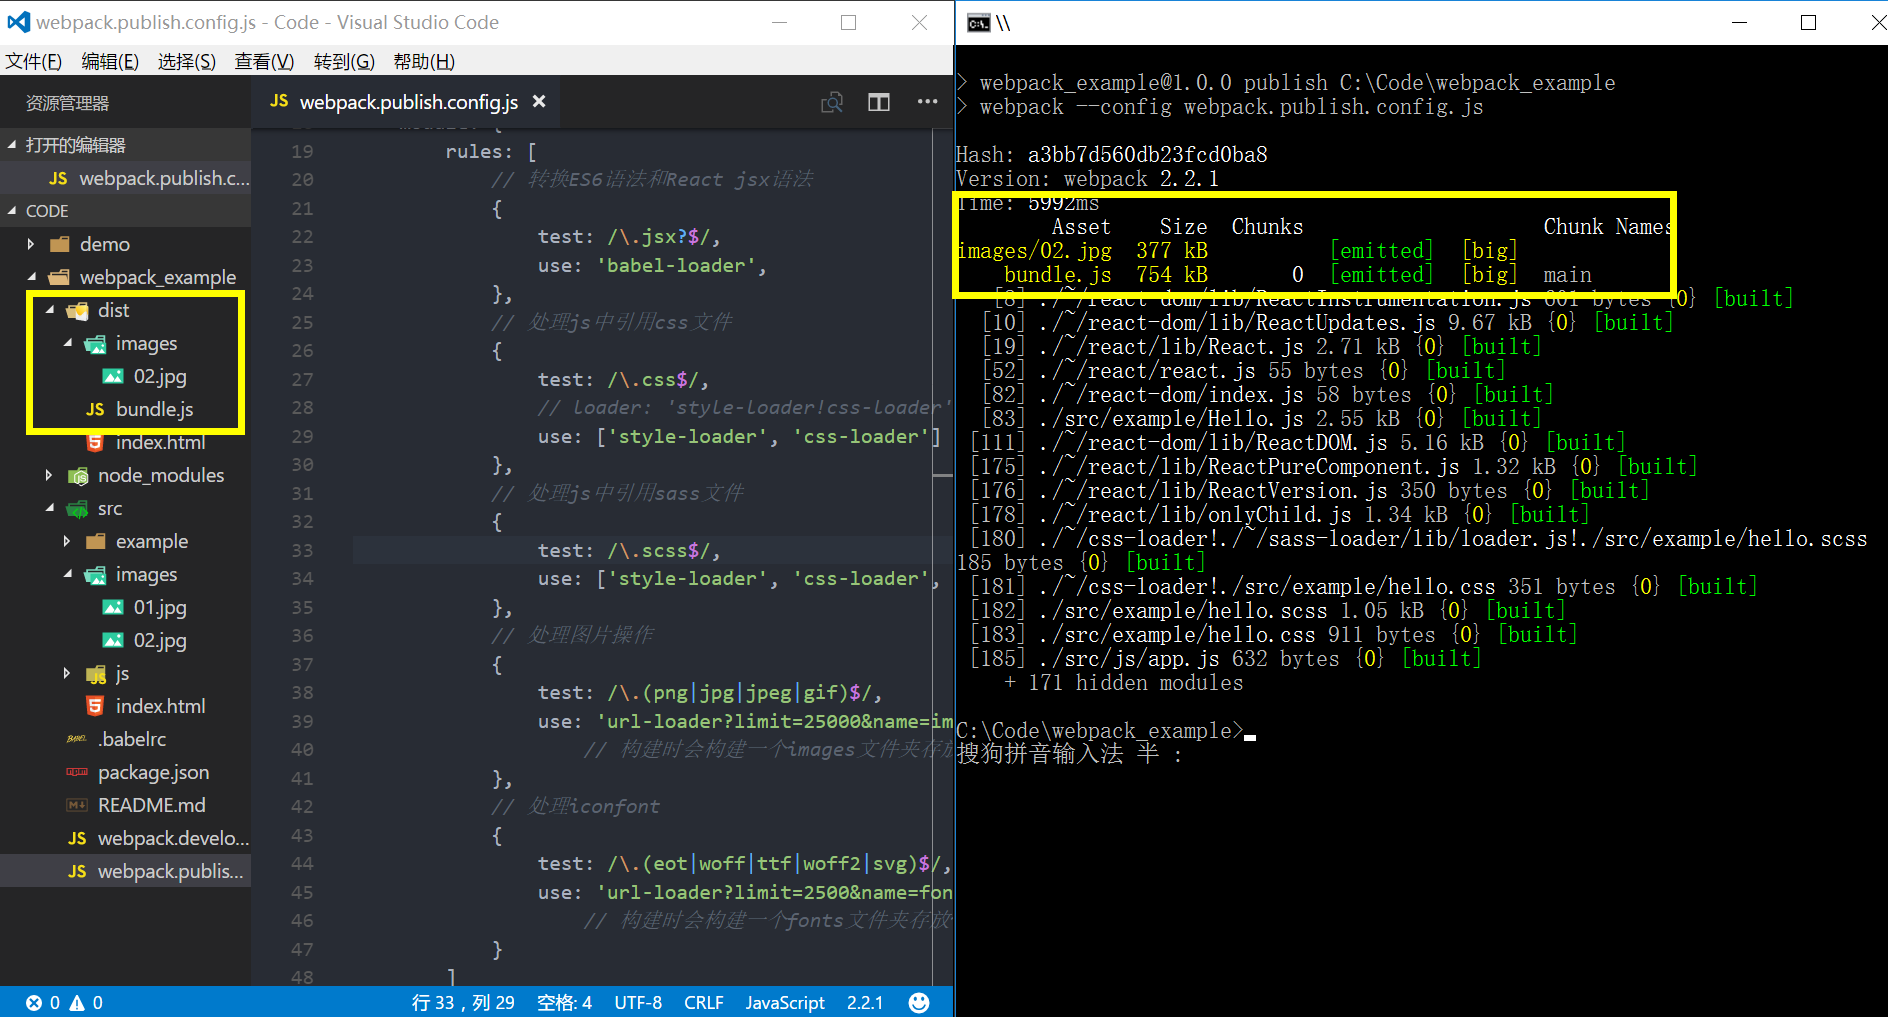 webpack.publish.config.js - Code - Visual Studio Code
文件(F) 编辑(E) 选择(S) 查看(V) 转到(G) 帮助(H)
资源管理器
打开的编辑器
JS webpack.publish.c...
CODE
demo
webpack_example
dist
images
02.jpg
JS bundle.js
index.html
node_modules
src
example
images
01.jpg
02.jpg
js
index.html
.babelrc
package.json
README.md
JS webpack.develo...
JS webpack.publis...
JS webpack.publish.config.js
19 rules: [
20 // 转换ES6语法和React jsx语法
21 {
22 test: /\.jsx?$/,
23 use: 'babel-loader',
24 },
25 // 处理js中引用css文件
26 {
27 test: /\.css$/,
28 // loader: 'style-loader!css-loader'
29 use: ['style-loader', 'css-loader']
30 },
31 // 处理js中引用sass文件
32 {
33 test: /\.scss$/,
34 use: ['style-loader', 'css-loader',
35 },
36 // 处理图片操作
37 {
38 test: /\.(png|jpg|jpeg|gif)$/,
39 use: 'url-loader?limit=25000&name=im
40 // 构建时会构建一个images文件夹存放
41 },
42 // 处理iconfont
43 {
44 test: /\.(eot|woff|ttf|woff2|svg)$/,
45 use: 'url-loader?limit=2500&name=fon
46 // 构建时会构建一个fonts文件夹存放
47 }
48 ]
0 0 行 33，列 29 空格: 4 UTF-8 CRLF JavaScript 2.2.1
C:\. \\
> webpack_example@1.0.0 publish C:\Code\webpack_example
> webpack --config webpack.publish.config.js
Hash: a3bb7d560db23fcd0ba8
Version: webpack 2.2.1
Time: 5992ms
Asset Size Chunks Chunk Names
images/02.jpg 377 kB [emitted] [big]
bundle.js 754 kB 0 [emitted] [big] main
[8] ./~/react-dom/lib/ReactInstrumentation.js 601 bytes {0} [built]
[10] ./~/react-dom/lib/ReactUpdates.js 9.67 kB {0} [built]
[19] ./~/react/lib/React.js 2.71 kB {0} [built]
[52] ./~/react/react.js 55 bytes {0} [built]
[82] ./~/react-dom/index.js 58 bytes {0} [built]
[83] ./src/example/Hello.js 2.55 kB {0} [built]
[111] ./~/react-dom/lib/ReactDOM.js 5.16 kB {0} [built]
[175] ./~/react/lib/ReactPureComponent.js 1.32 kB {0} [built]
[176] ./~/react/lib/ReactVersion.js 350 bytes {0} [built]
[178] ./~/react/lib/onlyChild.js 1.34 kB {0} [built]
[180] ./~/css-loader!./~/sass-loader/lib/loader.js!./src/example/hello.scss
185 bytes {0} [built]
[181] ./~/css-loader!./src/example/hello.css 351 bytes {0} [built]
[182] ./src/example/hello.scss 1.05 kB {0} [built]
[183] ./src/example/hello.css 911 bytes {0} [built]
[185] ./src/js/app.js 632 bytes {0} [built]
+ 171 hidden modules
C:\Code\webpack_example>
搜狗拼音输入法 半 :